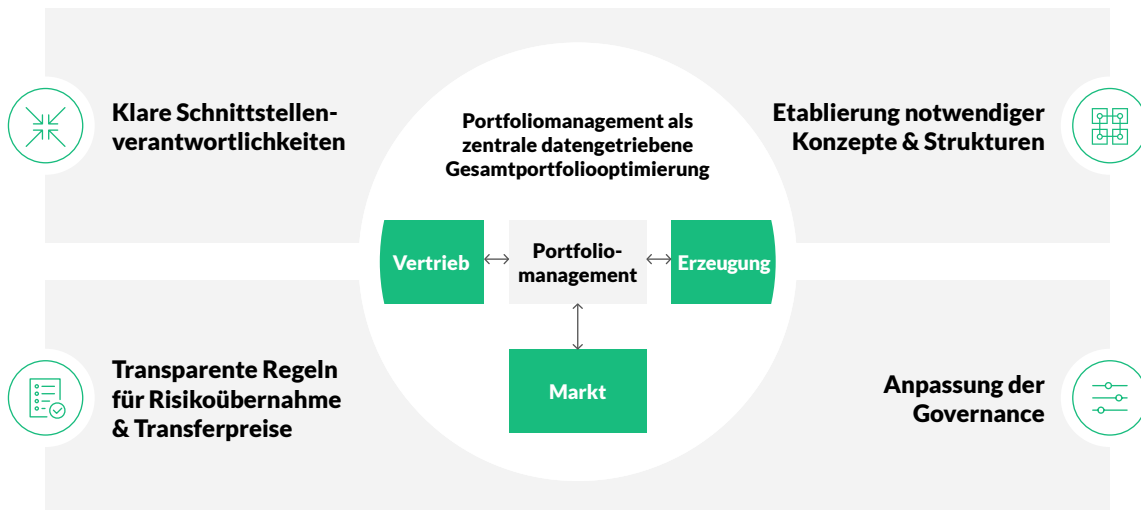 Klare Schnittstellen-
verantwortlichkeiten
Portfoliomanagement als
zentrale datengetriebene
Gesamtportfoliooptimierung
Etablierung notwendiger
Konzepte & Strukturen
Vertrieb
Portfolio-
management
Erzeugung
Markt
Transparente Regeln
für Risikoübernahme
& Transferpreise
Anpassung der
Governance